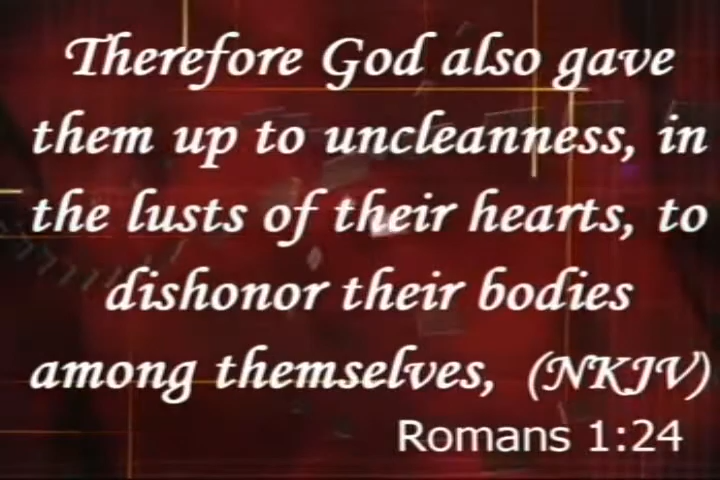 Therefore God also gave
them up to uncleanness, in
the lusts of their hearts, to
dishonor their bodies
among themselves, (NKJV)
Romans 1:24